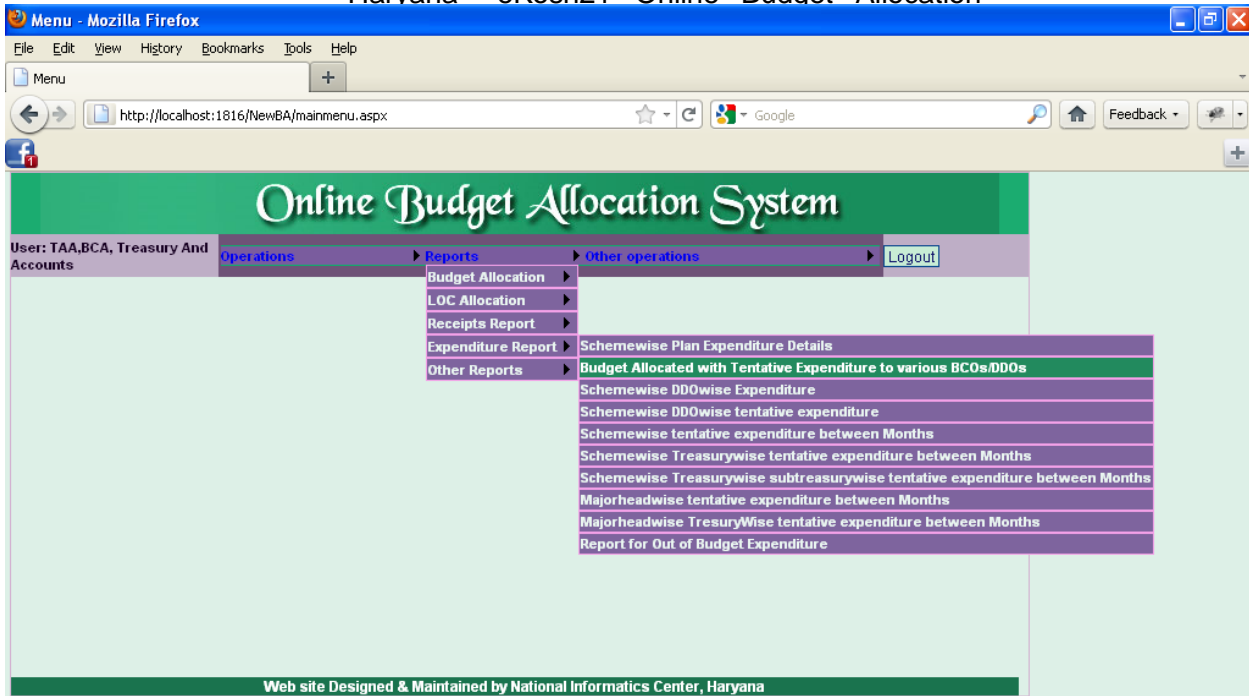 Haryana eKosh21 Online Budget Allocation
Menu - Mozilla Firefox
File Edit View History Bookmarks Tools Help
Menu
http://localhost:1816/NewBA/mainmenu.aspx
Google
Feedback
1
Online Budget Allocation System
User: TAA,BCA, Treasury And
Accounts
Operations
Reports
Other operations
Logout
Budget Allocation
LOC Allocation
Receipts Report
Expenditure Report
Other Reports
Schemewise Plan Expenditure Details
Budget Allocated with Tentative Expenditure to various BCOs/DDOs
Schemewise DDOwise Expenditure
Schemewise DDOwise tentative expenditure
Schemewise tentative expenditure between Months
Schemewise Treasurywise tentative expenditure between Months
Schemewise Treasurywise subtreasurywise tentative expenditure between Months
Majorheadwise tentative expenditure between Months
Majorheadwise TresuryWise tentative expenditure between Months
Report for Out of Budget Expenditure
Web site Designed & Maintained by National Informatics Center, Haryana